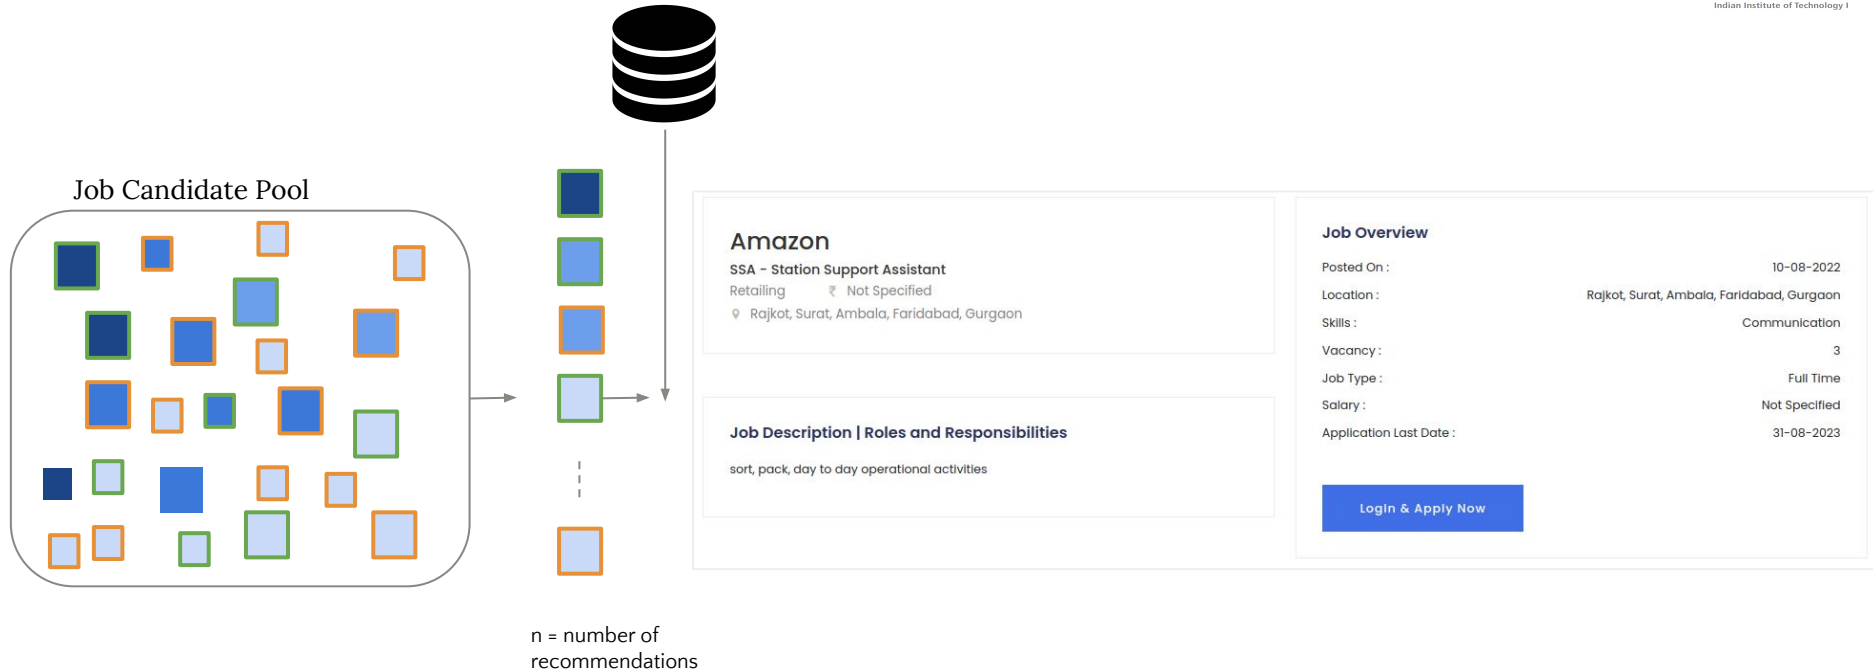 Indian Institute of Technology I
Job Candidate Pool
Amazon
SSA - Station Support Assistant
Retailing ₹ Not Specified
Rajkot, Surat, Ambala, Faridabad, Gurgaon
Job Description | Roles and Responsibilities
sort, pack, day to day operational activities
Job Overview
Posted On : 10-08-2022
Location : Rajkot, Surat, Ambala, Faridabad, Gurgaon
Skills : Communication
Vacancy : 3
Job Type : Full Time
Salary : Not Specified
Application Last Date : 31-08-2023
Login & Apply Now
n = number of
recommendations